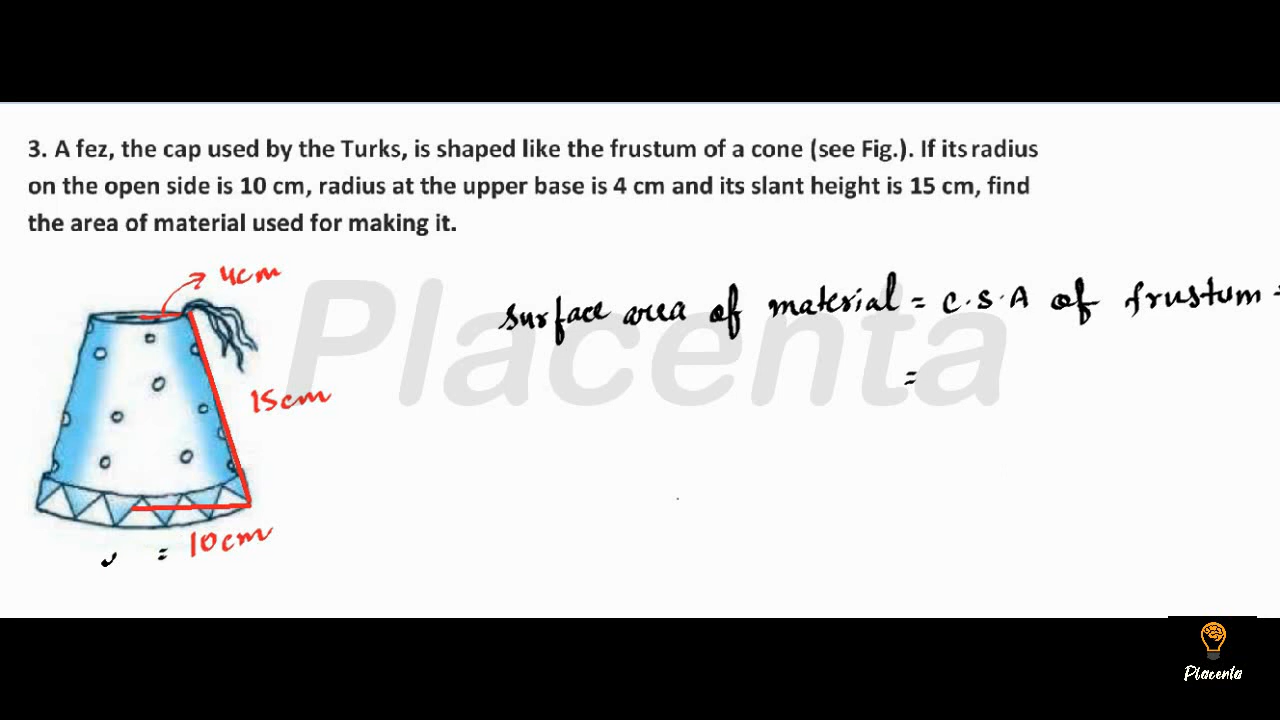 3. A fez, the cap used by the Turks, is shaped like the frustum of a cone (see Fig.). If its radius
on the open side is 10 cm, radius at the upper base is 4 cm and its slant height is 15 cm, find
the area of material used for making it.
4cm
surface area of material = C.S.A of frustum
=
15cm
= 10cm
Placenta
Placenta